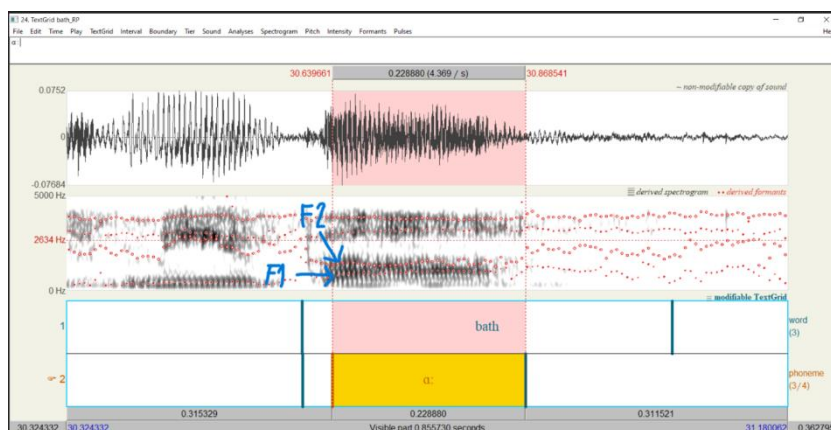 24. TextGrid bath_RP
File Edit Time Play TextGrid Interval Boundary Tier Sound Analyses Spectrogram Pitch Intensity Formants Pulses Hel
ɑː
30.639661 0.228880 (4.369 / s) 30.868541
0.0752 ~ non-modifiable copy of sound
0
-0.07684
5000 Hz derived spectrogram derived formants
F2
2634 Hz
F1
0 Hz modifiable TextGrid
1 bath word (3)
2 ɑː phoneme (3/4)
0.315329 0.228880 0.311521
30.324332 30.324332 Visible part 0.855730 seconds 31.180062 0.362795